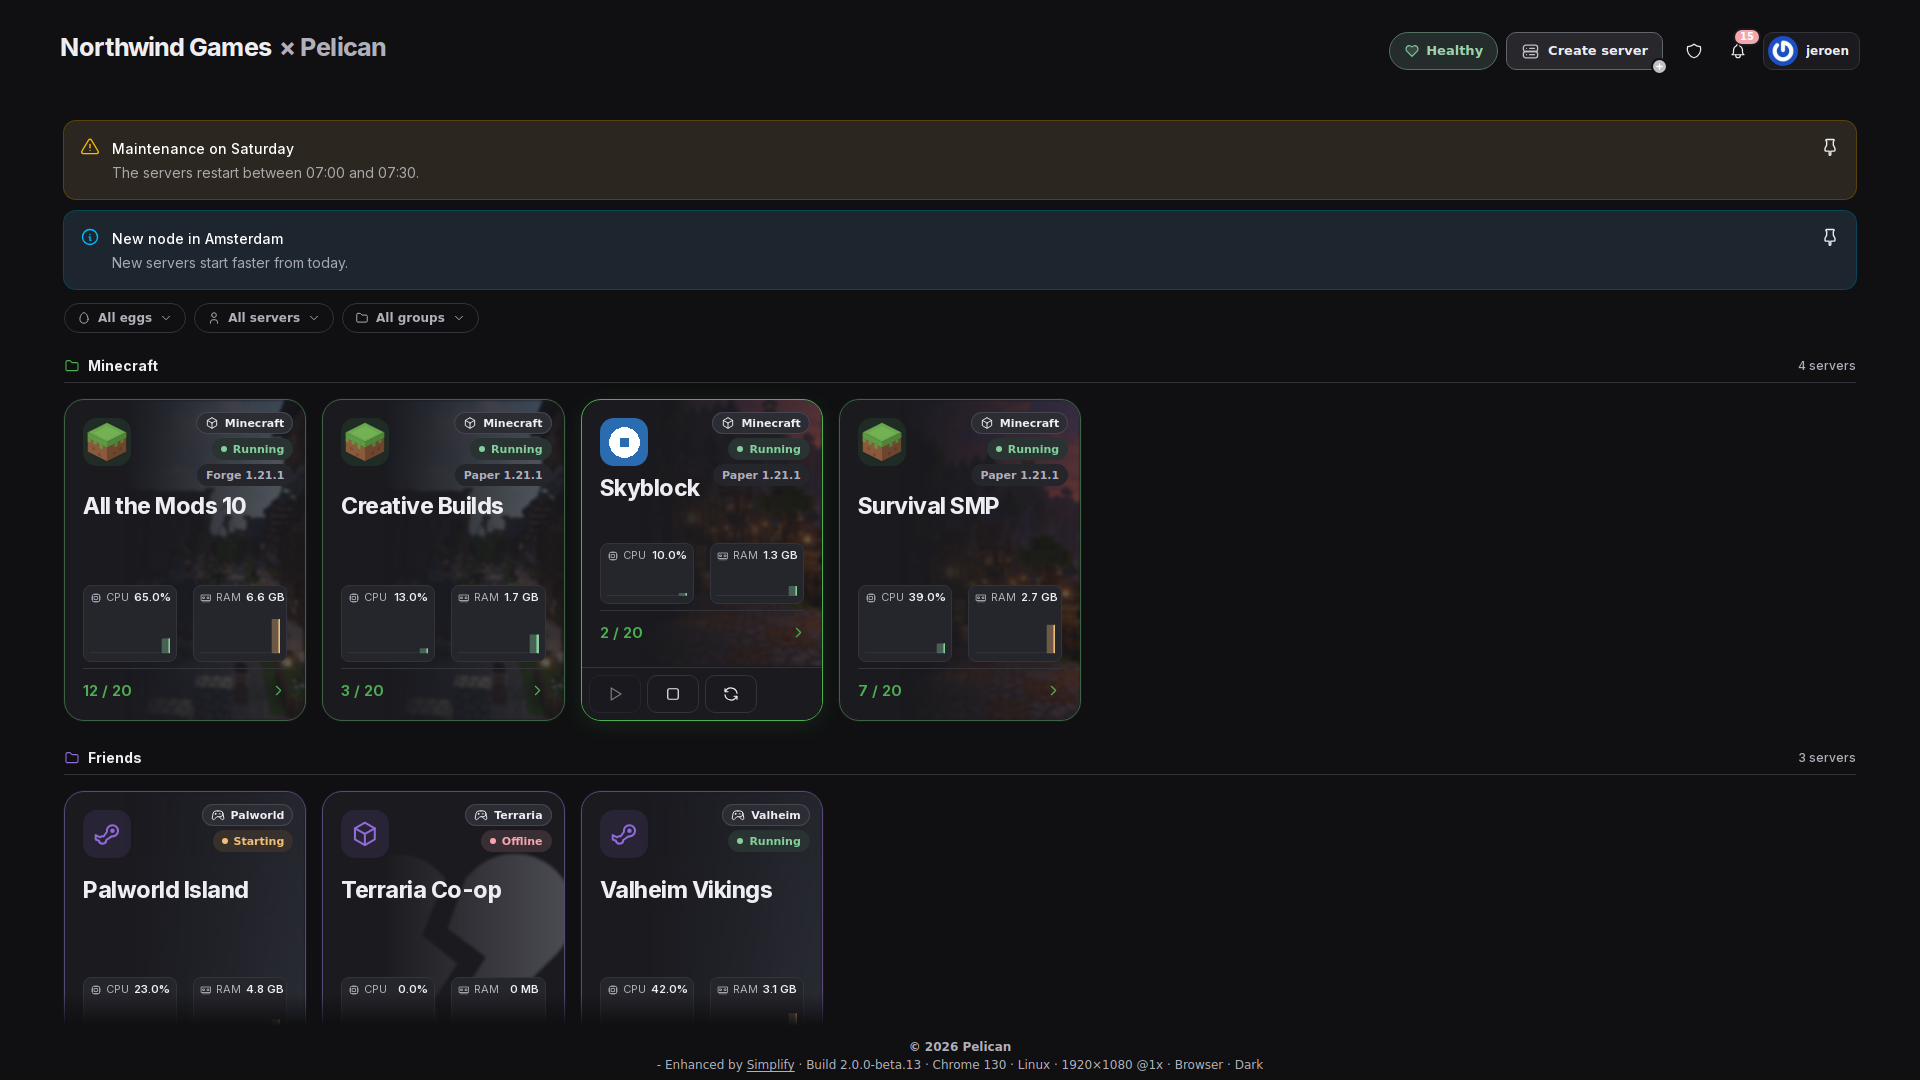 Northwind Games × Pelican
Healthy
Create server
15
jeroen
Maintenance on Saturday
The servers restart between 07:00 and 07:30.
New node in Amsterdam
New servers start faster from today.
All eggs
All servers
All groups
Minecraft
4 servers
Minecraft
Running
Forge 1.21.1
All the Mods 10
CPU 65.0%
RAM 6.6 GB
12 / 20
Minecraft
Running
Paper 1.21.1
Creative Builds
CPU 13.0%
RAM 1.7 GB
3 / 20
Minecraft
Running
Paper 1.21.1
Skyblock
CPU 10.0%
RAM 1.3 GB
2 / 20
Minecraft
Running
Paper 1.21.1
Survival SMP
CPU 39.0%
RAM 2.7 GB
7 / 20
Friends
3 servers
Palworld
Starting
Palworld Island
CPU 23.0%
RAM 4.8 GB
Terraria
Offline
Terraria Co-op
CPU 0.0%
RAM 0 MB
Valheim
Running
Valheim Vikings
CPU 42.0%
RAM 3.1 GB
© 2026 Pelican
- Enhanced by Simplify · Build 2.0.0-beta.13 · Chrome 130 · Linux · 1920×1080 @1x · Browser · Dark